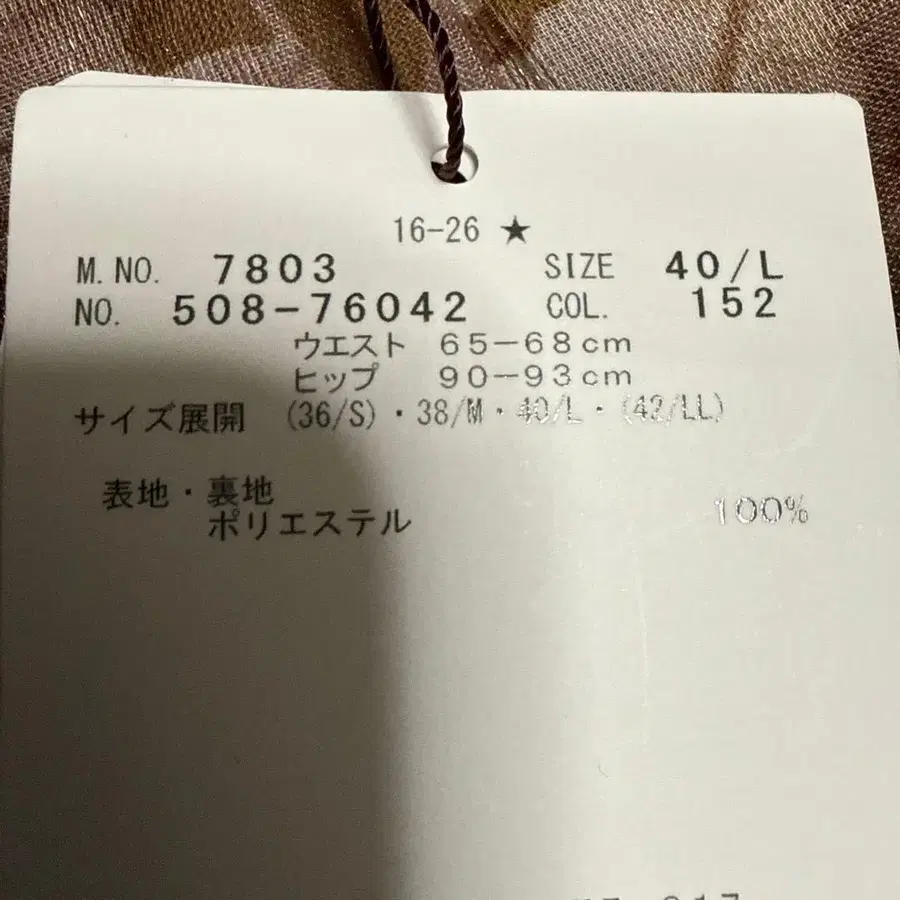 16-26 ★
M.NO. 7803 SIZE 40/L
NO. 508-76042 COL. 152
ウエスト 65-68cm
ヒップ 90-93cm
サイズ展開 (36/S)・38/M・40/L・(42/LL)
表地・裏地
ポリエステル 100%